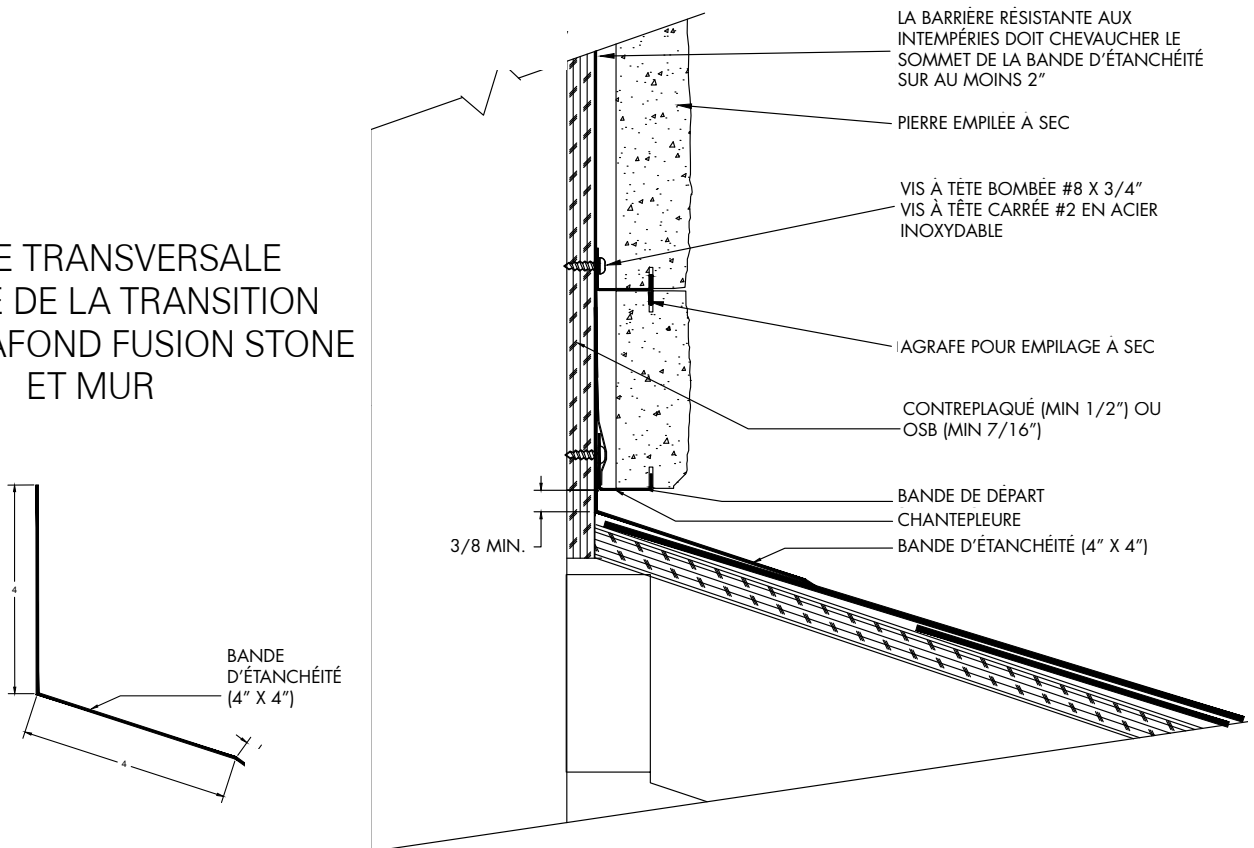 LA BARRIÈRE RÉSISTANTE AUX
INTEMPÉRIES DOIT CHEVAUCHER LE
SOMMET DE LA BANDE D'ÉTANCHÉITÉ
SUR AU MOINS 2"
PIERRE EMPILÉE À SEC
VIS À TÊTE BOMBÉE #8 X 3/4"
VIS À TÊTE CARRÉE #2 EN ACIER
INOXYDABLE
TRANSVERSALE
DE LA TRANSITION
FUSION STONE
ET MUR
AGRAFE POUR EMPILAGE À SEC
CONTREPLAQUÉ (MIN 1/2") OU
OSB (MIN 7/16")
BANDE DE DÉPART
CHANTEPLEURE
BANDE D'ÉTANCHÉITÉ (4" X 4")
3/8 MIN.
4
BANDE
D'ÉTANCHÉITÉ
(4" X 4")
4